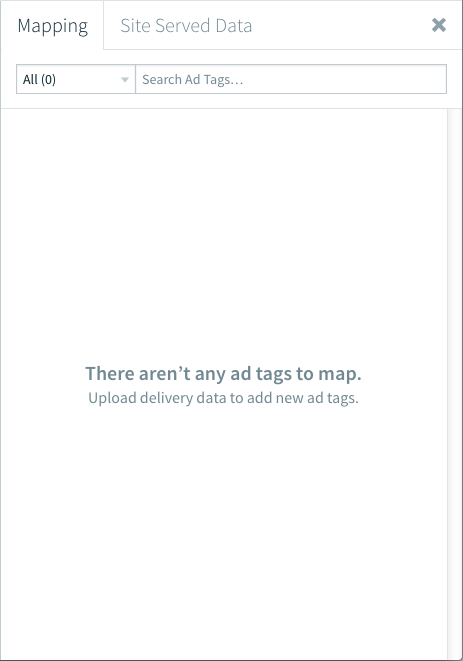 Mapping
Site Served Data
All (0)
Search Ad Tags…
There aren’t any ad tags to map.
Upload delivery data to add new ad tags.